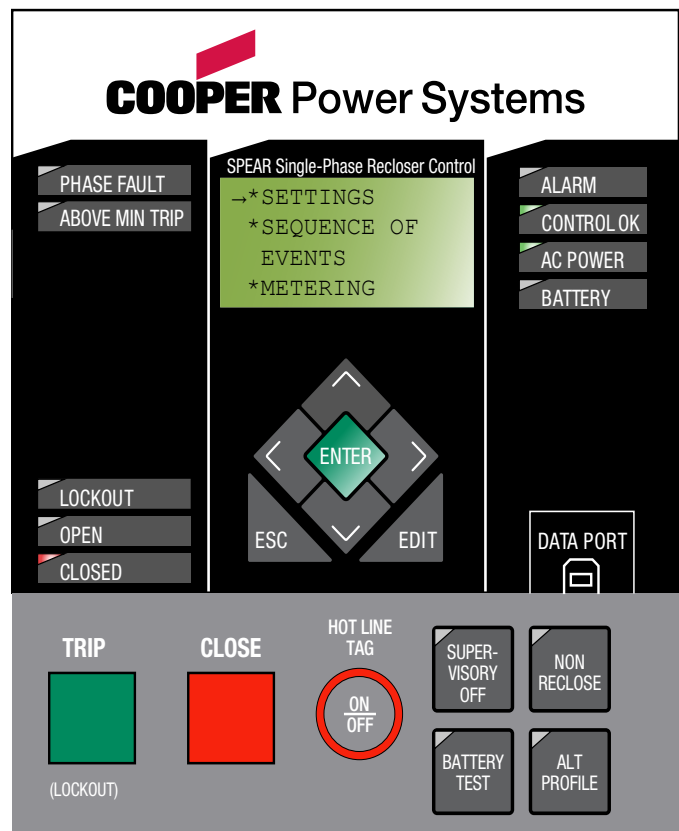 COOPER Power Systems
SPEAR Single-Phase Recloser Control
PHASE FAULT
ABOVE MIN TRIP
→*SETTINGS
*SEQUENCE OF
EVENTS
*METERING
ALARM
CONTROL OK
AC POWER
BATTERY
ENTER
ESC
EDIT
LOCKOUT
OPEN
CLOSED
DATA PORT
TRIP
(LOCKOUT)
CLOSE
HOT LINE
TAG
ON
OFF
SUPER-
VISORY
OFF
NON
RECLOSE
BATTERY
TEST
ALT
PROFILE